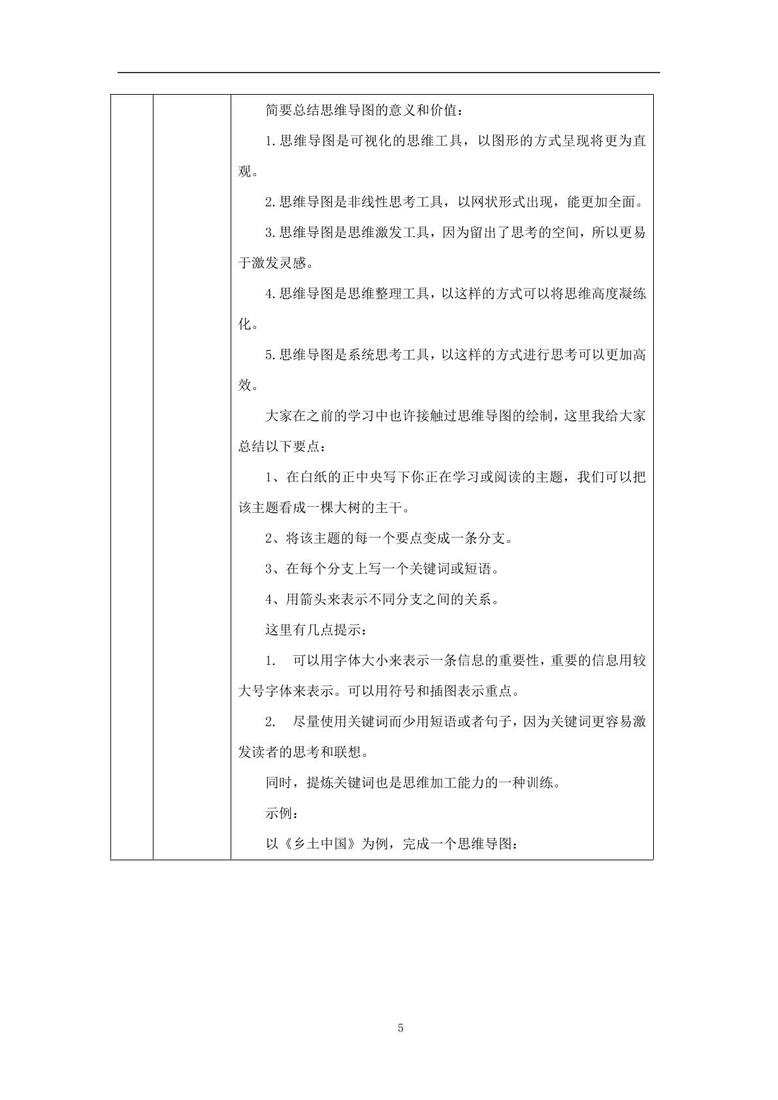 简要总结思维导图的意义和价值：
1.思维导图是可视化的思维工具，以图形的方式呈现将更为直
观。
2.思维导图是非线性思考工具，以网状形式出现，能更加全面。
3.思维导图是思维激发工具，因为留出了思考的空间，所以更易
于激发灵感。
4.思维导图是思维整理工具，以这样的方式可以将思维高度凝练
化。
5.思维导图是系统思考工具，以这样的方式进行思考可以更加高
效。
大家在之前的学习中也许接触过思维导图的绘制，这里我给大家
总结以下要点：
1、在白纸的正中央写下你正在学习或阅读的主题，我们可以把
该主题看成一棵大树的主干。
2、将该主题的每一个要点变成一条分支。
3、在每个分支上写一个关键词或短语。
4、用箭头来表示不同分支之间的关系。
这里有几点提示：
1. 可以用字体大小来表示一条信息的重要性，重要的信息用较
大号字体来表示。可以用符号和插图表示重点。
2. 尽量使用关键词而少用短语或者句子，因为关键词更容易激
发读者的思考和联想。
同时，提炼关键词也是思维加工能力的一种训练。
示例：
以《乡土中国》为例，完成一个思维导图：
5